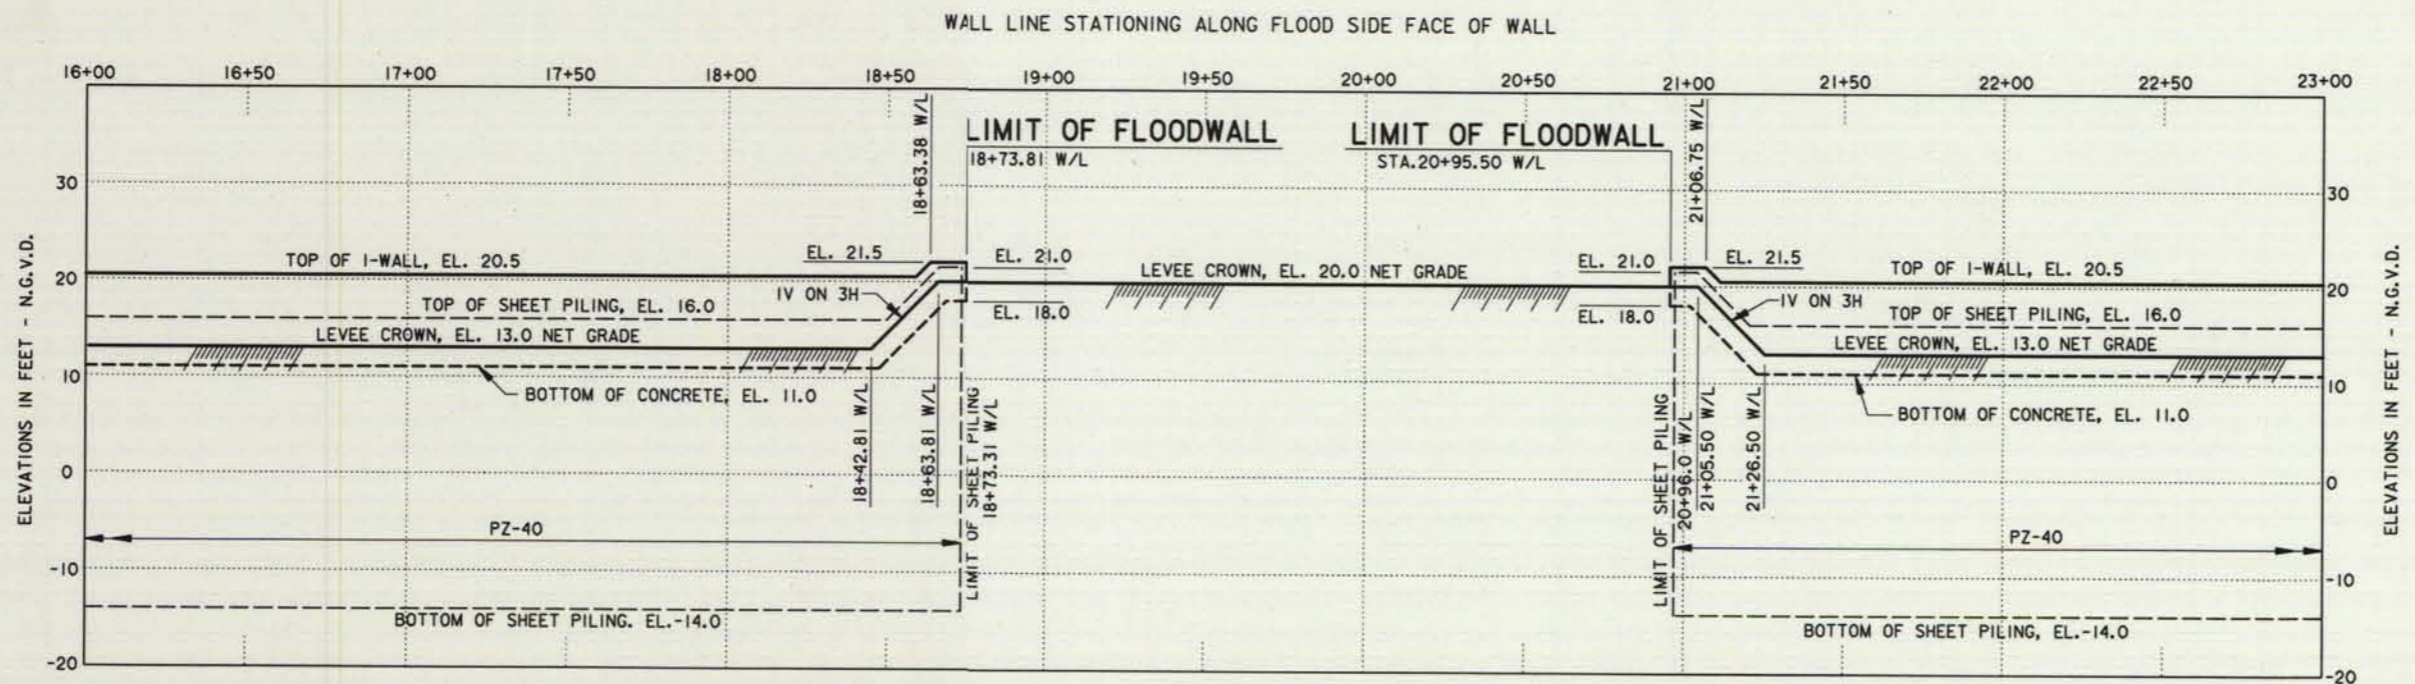 WALL LINE STATIONING ALONG FLOOD SIDE FACE OF WALL
16+00 16+50 17+00 17+50 18+00 18+50 19+00 19+50 20+00 20+50 21+00 21+50 22+00 22+50 23+00
18+63.38 W/L
LIMIT OF FLOODWALL
18+73.81 W/L
LIMIT OF FLOODWALL
STA.20+95.50 W/L
21+06.75 W/L
30
20
10
0
-10
-20
ELEVATIONS IN FEET - N.G.V.D.
TOP OF I-WALL, EL. 20.5
EL. 21.5
EL. 21.0
TOP OF SHEET PILING, EL. 16.0
1V ON 3H
EL. 18.0
LEVEE CROWN, EL. 13.0 NET GRADE
BOTTOM OF CONCRETE, EL. 11.0
18+42.81 W/L
18+63.81 W/L
LIMIT OF SHEET PILING
18+73.31 W/L
PZ-40
BOTTOM OF SHEET PILING. EL.-14.0
LEVEE CROWN, EL. 20.0 NET GRADE
EL. 21.0
EL. 21.5
TOP OF I-WALL, EL. 20.5
EL. 18.0
1V ON 3H
TOP OF SHEET PILING, EL. 16.0
LEVEE CROWN, EL. 13.0 NET GRADE
BOTTOM OF CONCRETE, EL. 11.0
LIMIT OF SHEET PILING
20+96.0 W/L
21+05.50 W/L
21+26.50 W/L
PZ-40
BOTTOM OF SHEET PILING, EL.-14.0
30
20
10
0
-10
-20
ELEVATIONS IN FEET - N.G.V.D.